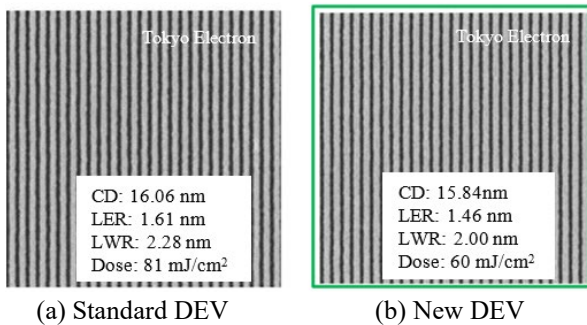 Tokyo Electron
CD: 16.06 nm
LER: 1.61 nm
LWR: 2.28 nm
Dose: 81 mJ/cm²
(a) Standard DEV
Tokyo Electron
CD: 15.84nm
LER: 1.46 nm
LWR: 2.00 nm
Dose: 60 mJ/cm²
(b) New DEV